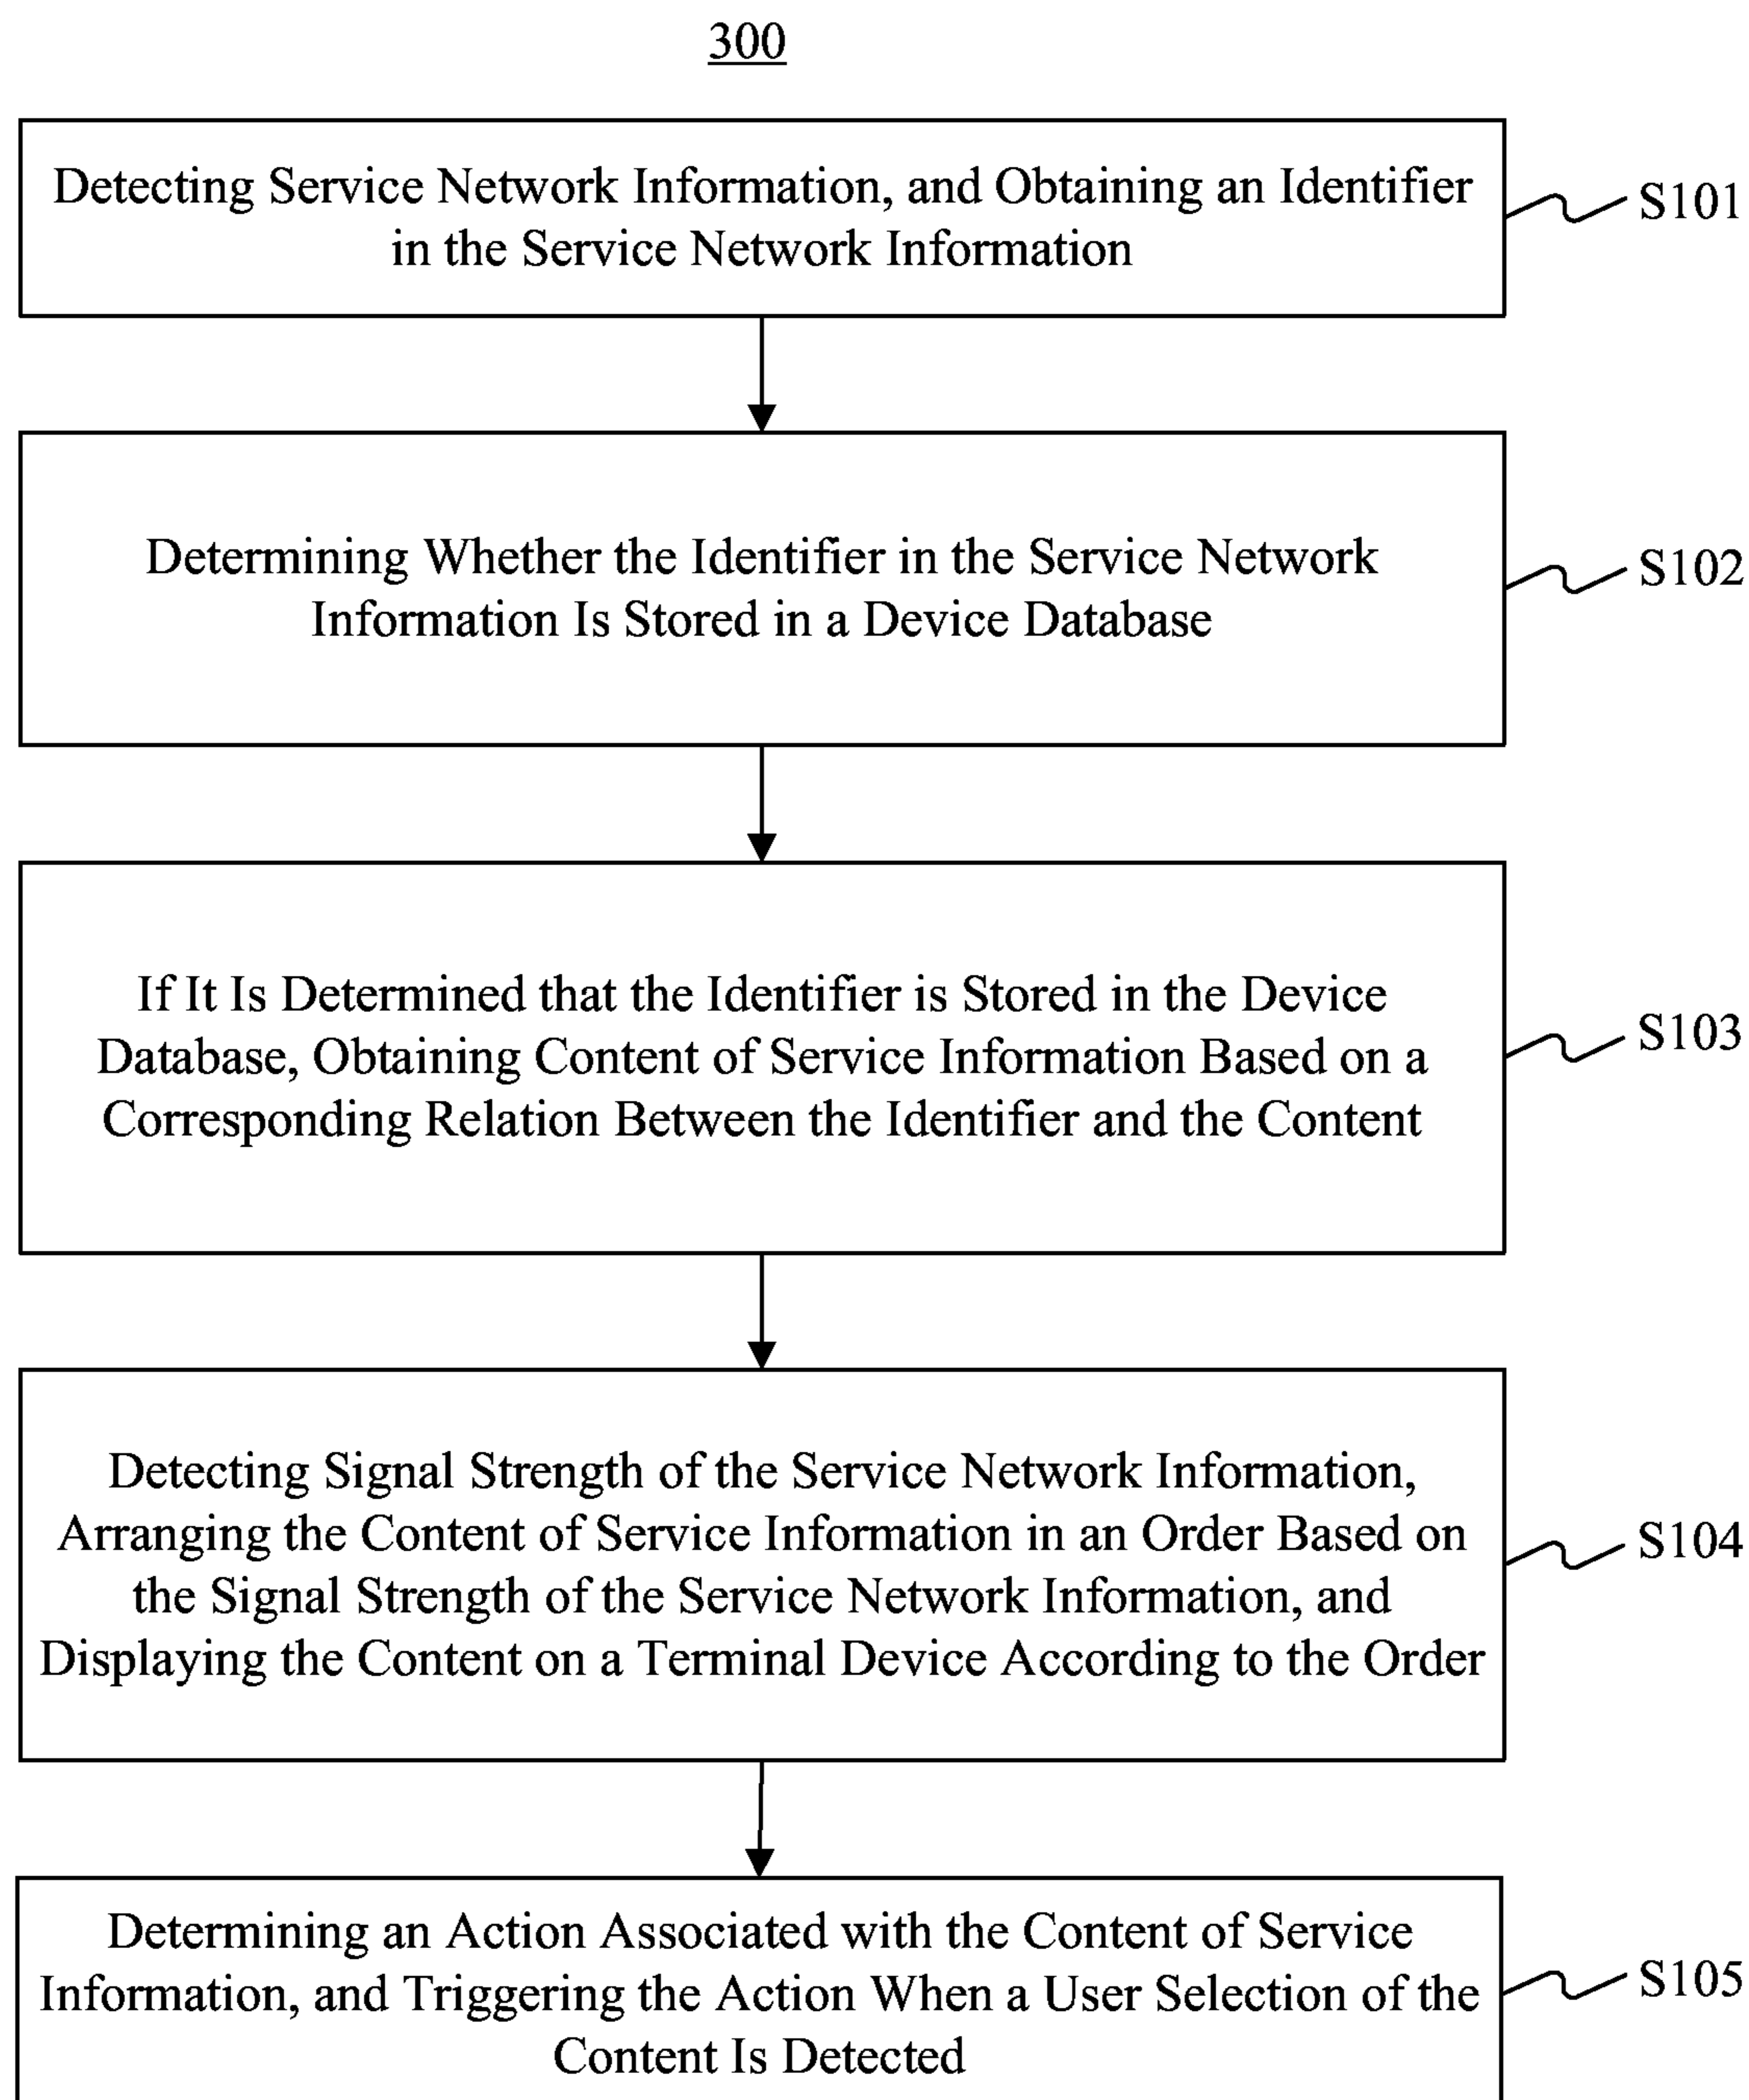 300
Detecting Service Network Information, and Obtaining an Identifier
in the Service Network Information
S101
Determining Whether the Identifier in the Service Network
Information Is Stored in a Device Database
S102
If It Is Determined that the Identifier is Stored in the Device
Database, Obtaining Content of Service Information Based on a
Corresponding Relation Between the Identifier and the Content
S103
Detecting Signal Strength of the Service Network Information,
Arranging the Content of Service Information in an Order Based on
the Signal Strength of the Service Network Information, and
Displaying the Content on a Terminal Device According to the Order
S104
Determining an Action Associated with the Content of Service
Information, and Triggering the Action When a User Selection of the
Content Is Detected
S105